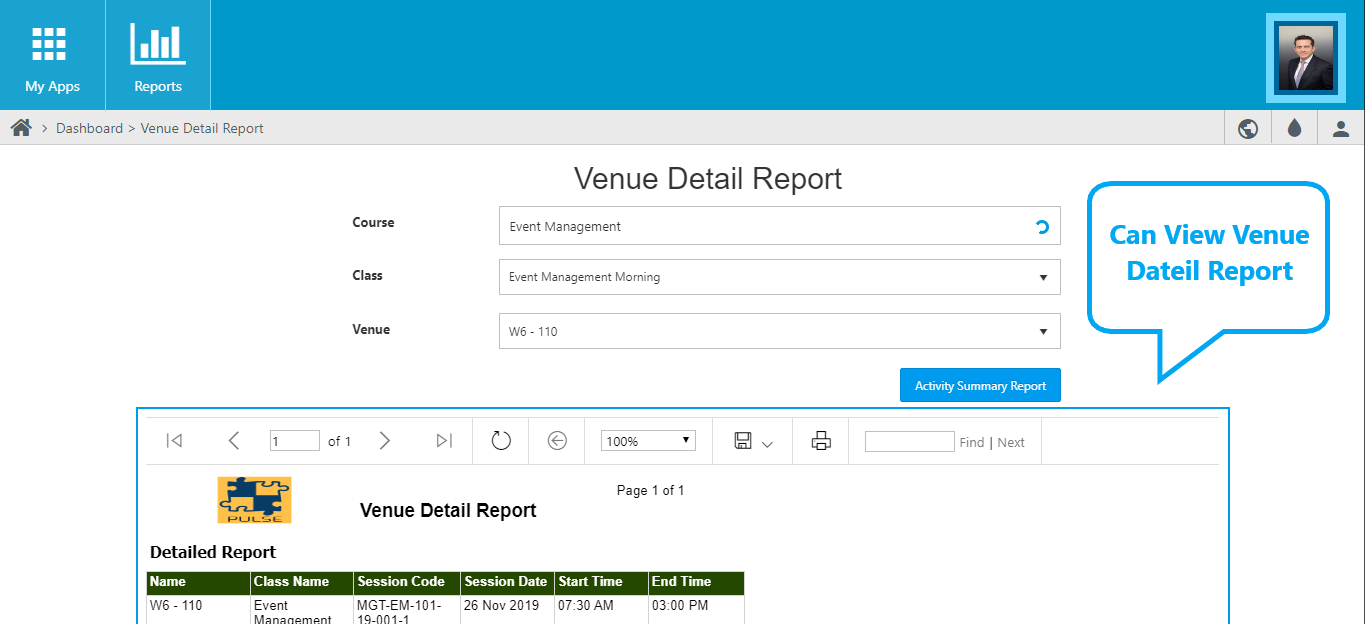 My Apps
Reports
> Dashboard > Venue Detail Report
Venue Detail Report
Course
Event Management
Class
Event Management Morning
Venue
W6 - 110
Can View Venue
Dateil Report
Activity Summary Report
1 of 1
100%
Find | Next
PULSE
Page 1 of 1
Venue Detail Report
Detailed Report
Name Class Name Session Code Session Date Start Time End Time
W6 - 110 Event MGT-EM-101- 26 Nov 2019 07:30 AM 03:00 PM
Management 19-001-1